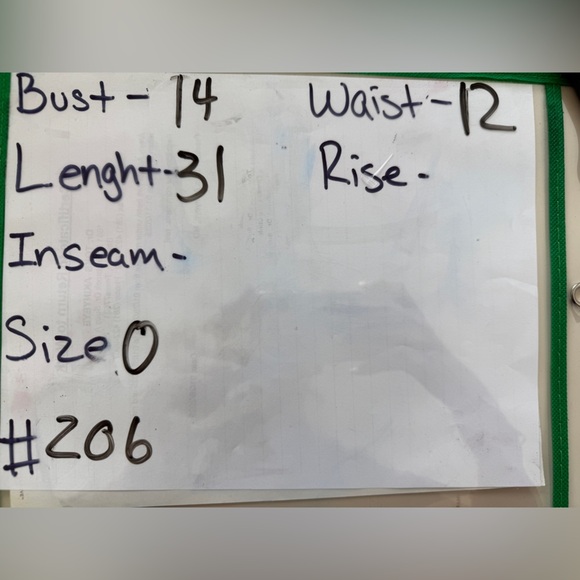 Bust - 14 Waist - 12
Lenght - 31 Rise -
Inseam -
Size 0
#206